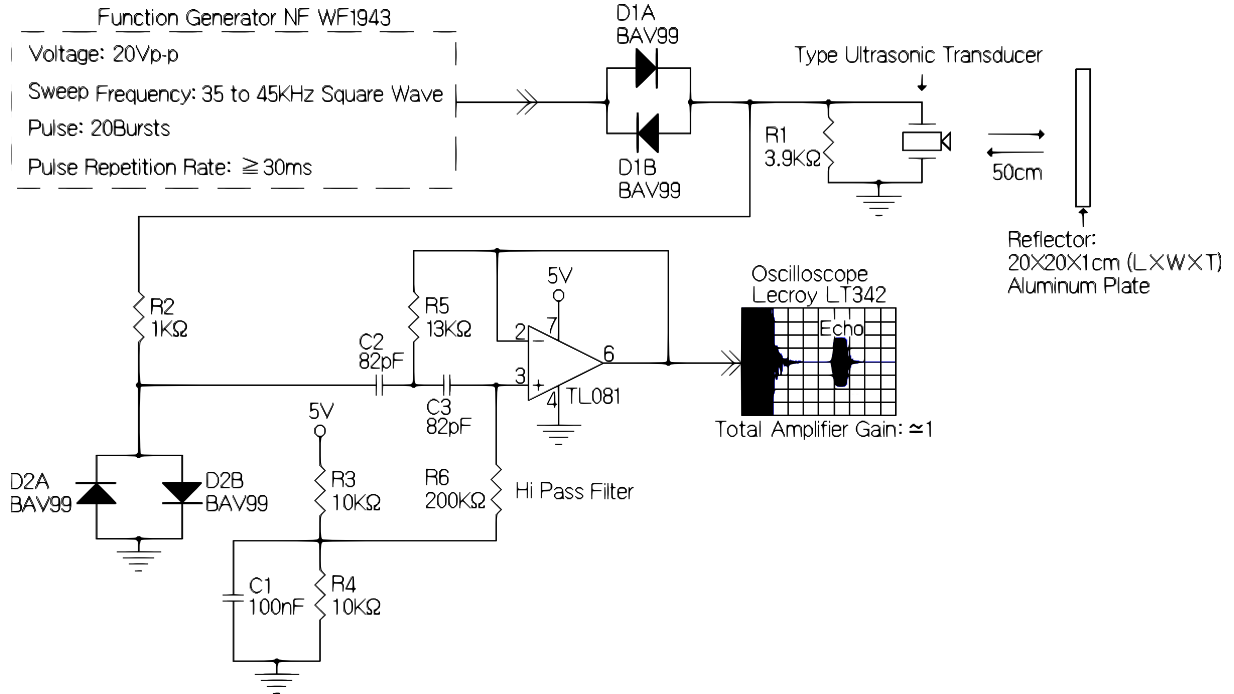 Function Generator NF WF1943
Voltage: 20Vp-p
Sweep Frequency: 35 to 45KHz Square Wave
Pulse: 20Bursts
Pulse Repetition Rate: ≧30ms
D1A
BAV99
D1B
BAV99
Type Ultrasonic Transducer
R1
3.9KΩ
50cm
Reflector:
20X20X1cm (L×W×T)
Aluminum Plate
R2
1KΩ
C2
82pF
R5
13KΩ
C3
82pF
5V
2
7
6
3
4
-
+
TL081
Oscilloscope
Lecroy LT342
Echo
Total Amplifier Gain: ≃1
D2A
BAV99
D2B
BAV99
5V
R3
10KΩ
R6
200KΩ
Hi Pass Filter
C1
100nF
R4
10KΩ